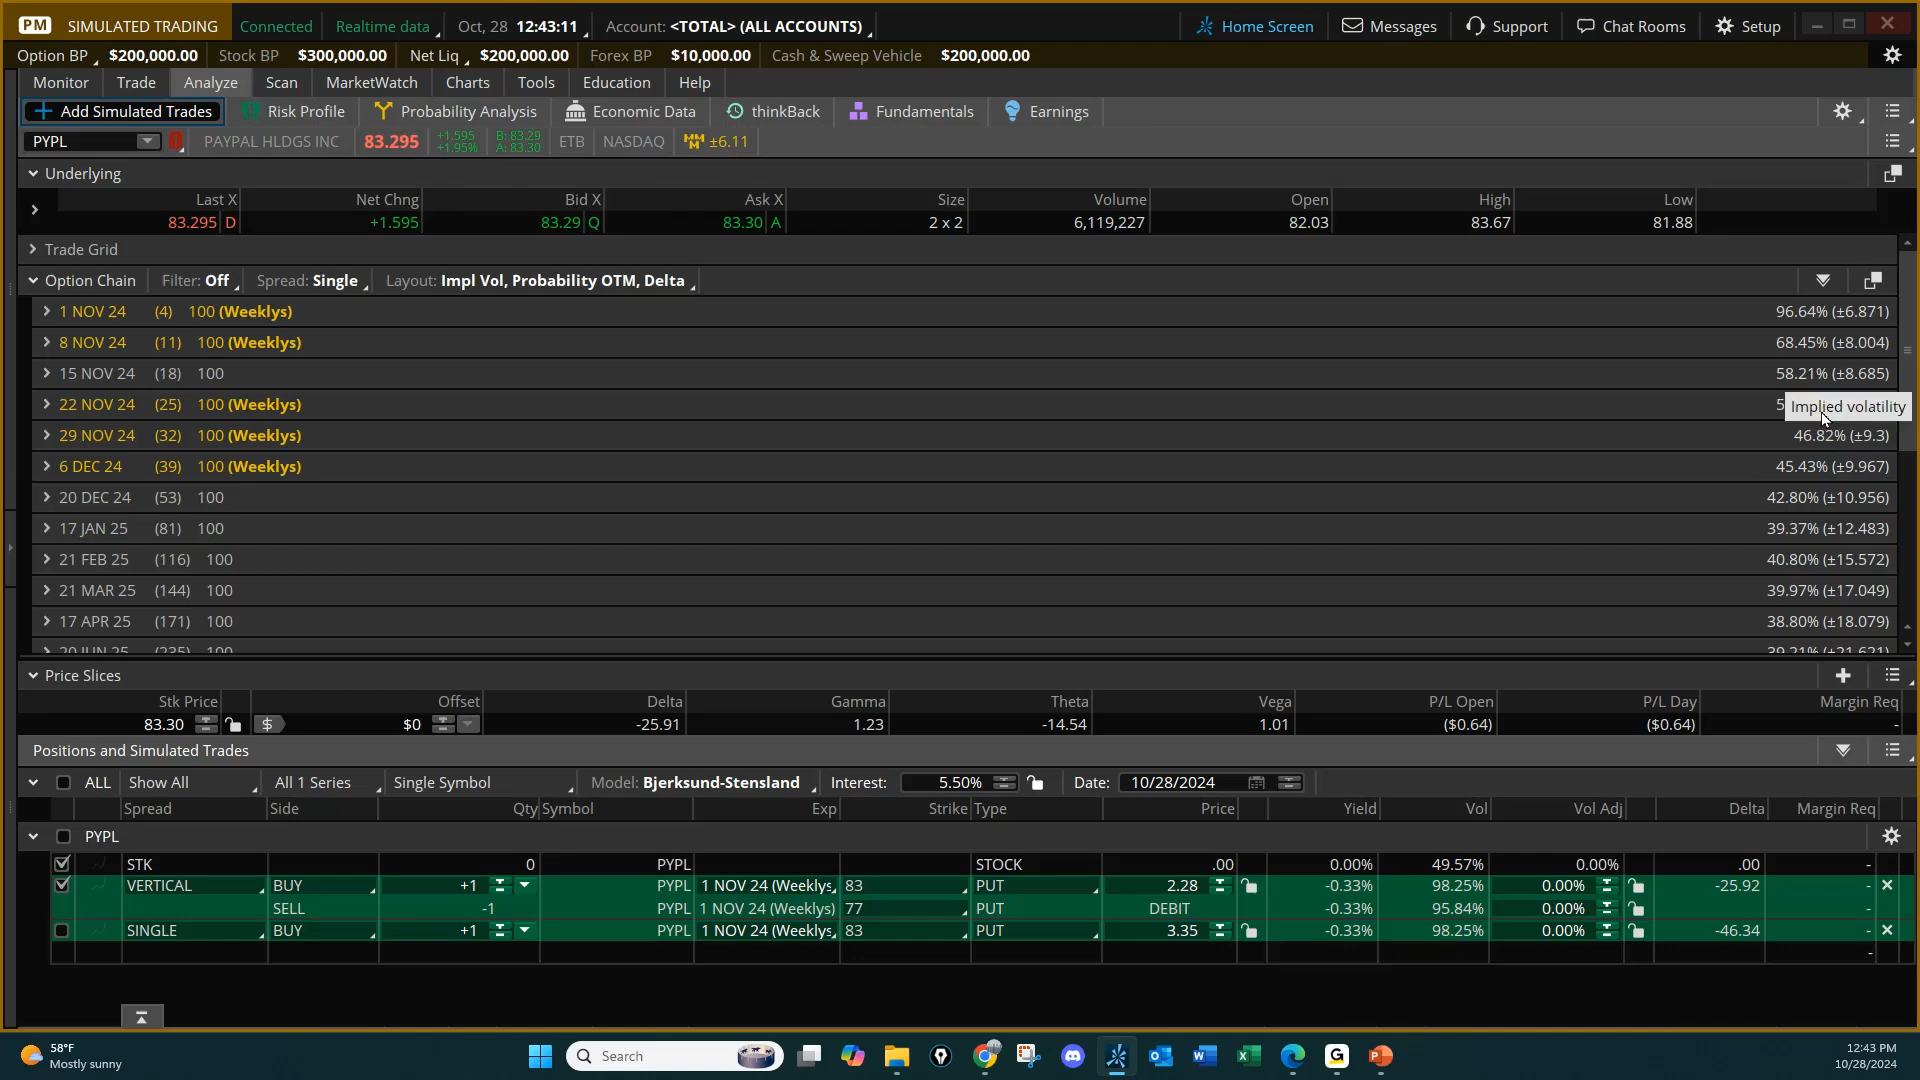 PM SIMULATED TRADING Connected Realtime data Oct, 28 12:43:11 Account: <TOTAL> (ALL ACCOUNTS) Home Screen Messages Support Chat Rooms Setup
Option BP $200,000.00 Stock BP $300,000.00 Net Liq $200,000.00 Forex BP $10,000.00 Cash & Sweep Vehicle $200,000.00
Monitor Trade Analyze Scan MarketWatch Charts Tools Education Help
Add Simulated Trades Risk Profile Probability Analysis Economic Data thinkBack Fundamentals Earnings
PYPL PAYPAL HLDGS INC 83.295 +1.595 +1.95% B: 83.29 A: 83.30 ETB NASDAQ ±6.11
Underlying
Last X Net Chng Bid X Ask X Size Volume Open High Low
83.295 D +1.595 83.29 Q 83.30 A 2 x 2 6,119,227 82.03 83.67 81.88
Trade Grid
Option Chain Filter: Off Spread: Single Layout: Impl Vol, Probability OTM, Delta
1 NOV 24 (4) 100 (Weeklys) 96.64% (±6.871)
8 NOV 24 (11) 100 (Weeklys) 68.45% (±8.004)
15 NOV 24 (18) 100 58.21% (±8.685)
22 NOV 24 (25) 100 (Weeklys) 5 Implied volatility
29 NOV 24 (32) 100 (Weeklys) 46.82% (±9.3)
6 DEC 24 (39) 100 (Weeklys) 45.43% (±9.967)
20 DEC 24 (53) 100 42.80% (±10.956)
17 JAN 25 (81) 100 39.37% (±12.483)
21 FEB 25 (116) 100 40.80% (±15.572)
21 MAR 25 (144) 100 39.97% (±17.049)
17 APR 25 (171) 100 38.80% (±18.079)
20 JUN 25 (235) 100 39.21% (±21.621)
Price Slices
Stk Price Offset Delta Gamma Theta Vega P/L Open P/L Day Margin Req
83.30 $ $0 -25.91 1.23 -14.54 1.01 ($0.64) ($0.64) -
Positions and Simulated Trades
ALL Show All All 1 Series Single Symbol Model: Bjerksund-Stensland Interest: 5.50% Date: 10/28/2024
Spread Side Qty Symbol Exp Strike Type Price Yield Vol Vol Adj Delta Margin Req
PYPL
STK 0 PYPL STOCK .00 0.00% 49.57% 0.00% .00 -
VERTICAL BUY +1 PYPL 1 NOV 24 (Weeklys 83 PUT 2.28 -0.33% 98.25% 0.00% -25.92 -
SELL -1 PYPL 1 NOV 24 (Weeklys) 77 PUT DEBIT -0.33% 95.84% 0.00% -
SINGLE BUY +1 PYPL 1 NOV 24 (Weeklys 83 PUT 3.35 -0.33% 98.25% 0.00% -46.34 -
-
58°F
Mostly sunny
Search
12:43 PM
10/28/2024